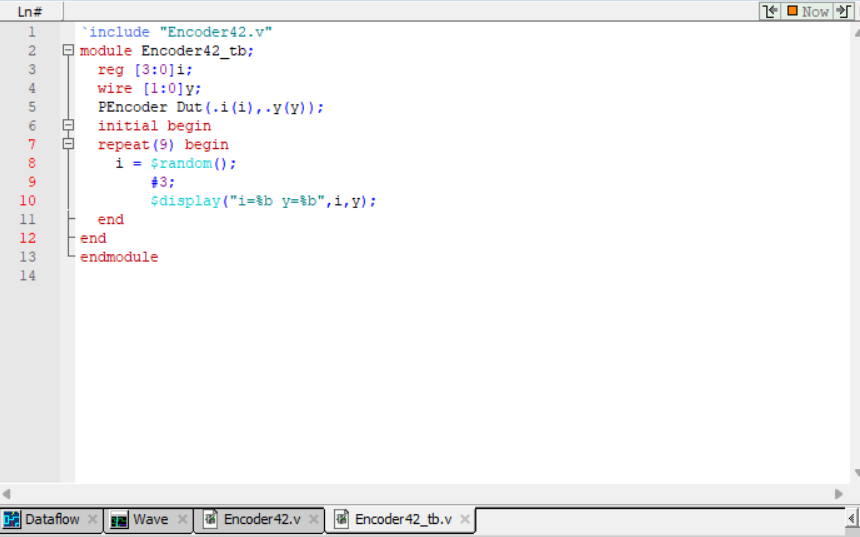 Ln#
Now
1 `include "Encoder42.v"
2 module Encoder42_tb;
3 reg [3:0]i;
4 wire [1:0]y;
5 PEncoder Dut(.i(i),.y(y));
6 initial begin
7 repeat(9) begin
8 i = $random();
9 #3;
10 $display("i=%b y=%b",i,y);
11 end
12 end
13 endmodule
14
Dataflow Wave Encoder42.v Encoder42_tb.v